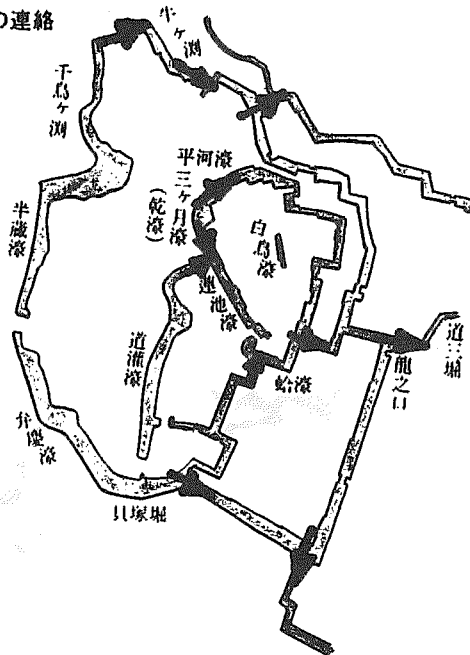 の連絡
牛ヶ淵
千鳥ヶ淵
半蔵濠
平河濠
三ヶ月濠
(乾濠)
白鳥濠
蓮池濠
道灌濠
蛤濠
道三堀
龍之口
弁慶濠
貝塚堀